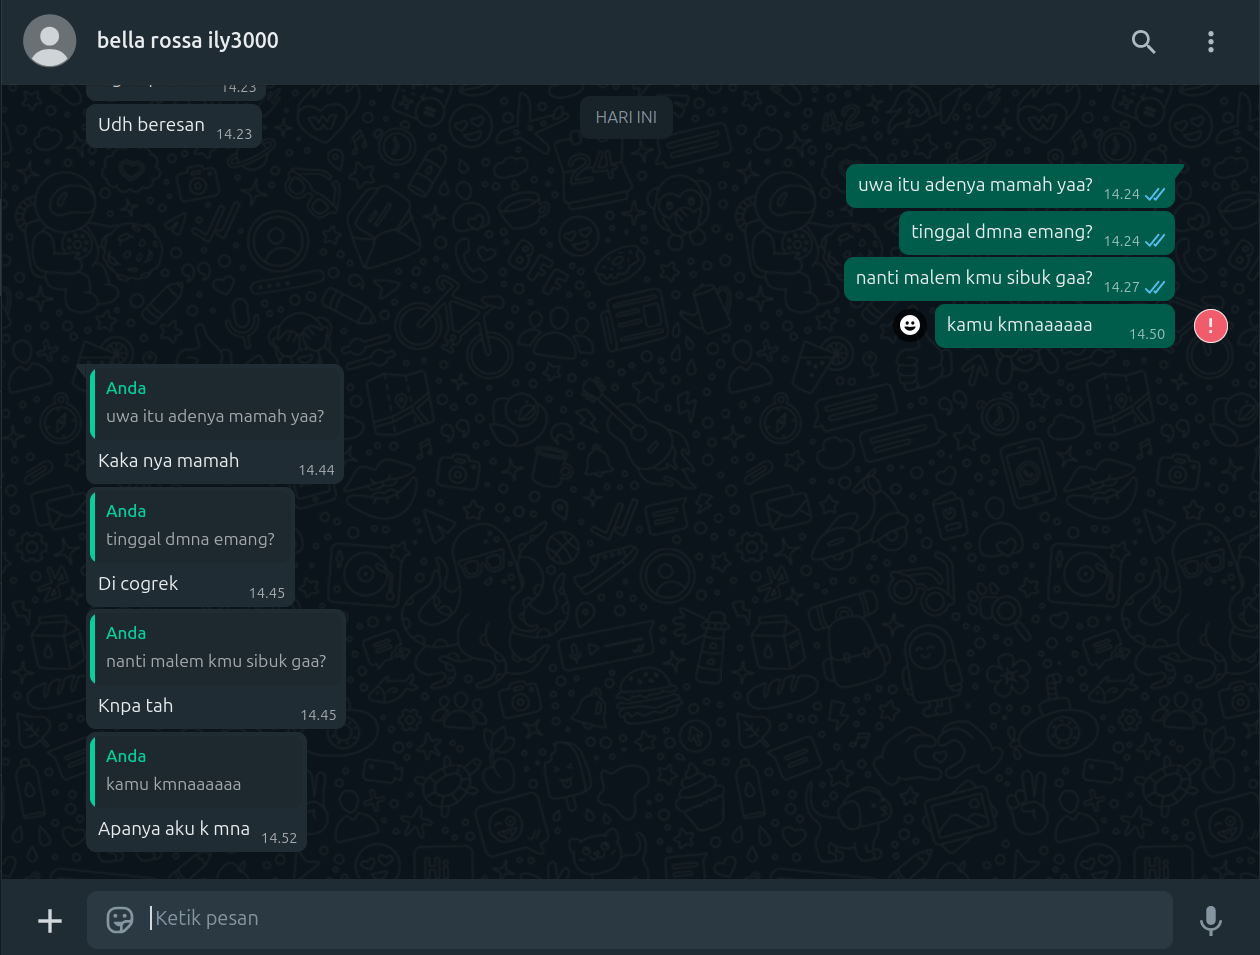 bella rossa ily3000
14.23
HARI INI
Udh beresan 14.23
uwa itu adenya mamah yaa? 14.24
tinggal dmna emang? 14.24
nanti malem kmu sibuk gaa? 14.27
kamu kmnaaaaaa 14.50
!
Anda
uwa itu adenya mamah yaa?
Kaka nya mamah 14.44
Anda
tinggal dmna emang?
Di cogrek 14.45
Anda
nanti malem kmu sibuk gaa?
Knpa tah 14.45
Anda
kamu kmnaaaaaa
Apanya aku k mna 14.52
Ketik pesan